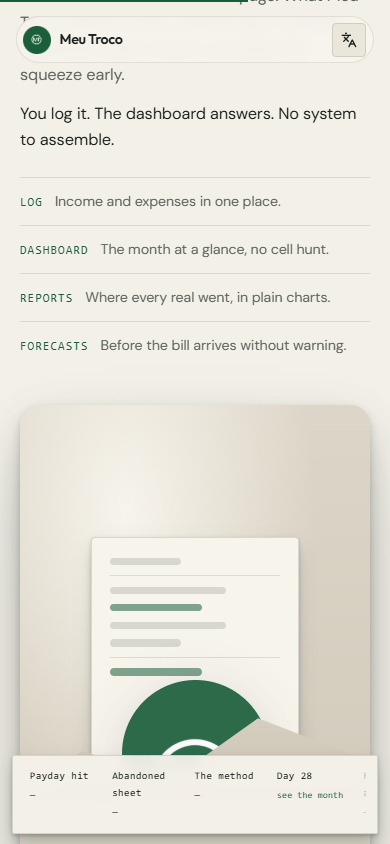 Meu Troco
squeeze early.
You log it. The dashboard answers. No system
to assemble.
LOG Income and expenses in one place.
DASHBOARD The month at a glance, no cell hunt.
REPORTS Where every real went, in plain charts.
FORECASTS Before the bill arrives without warning.
Payday hit
—
Abandoned
sheet
—
The method
—
Day 28
see the month